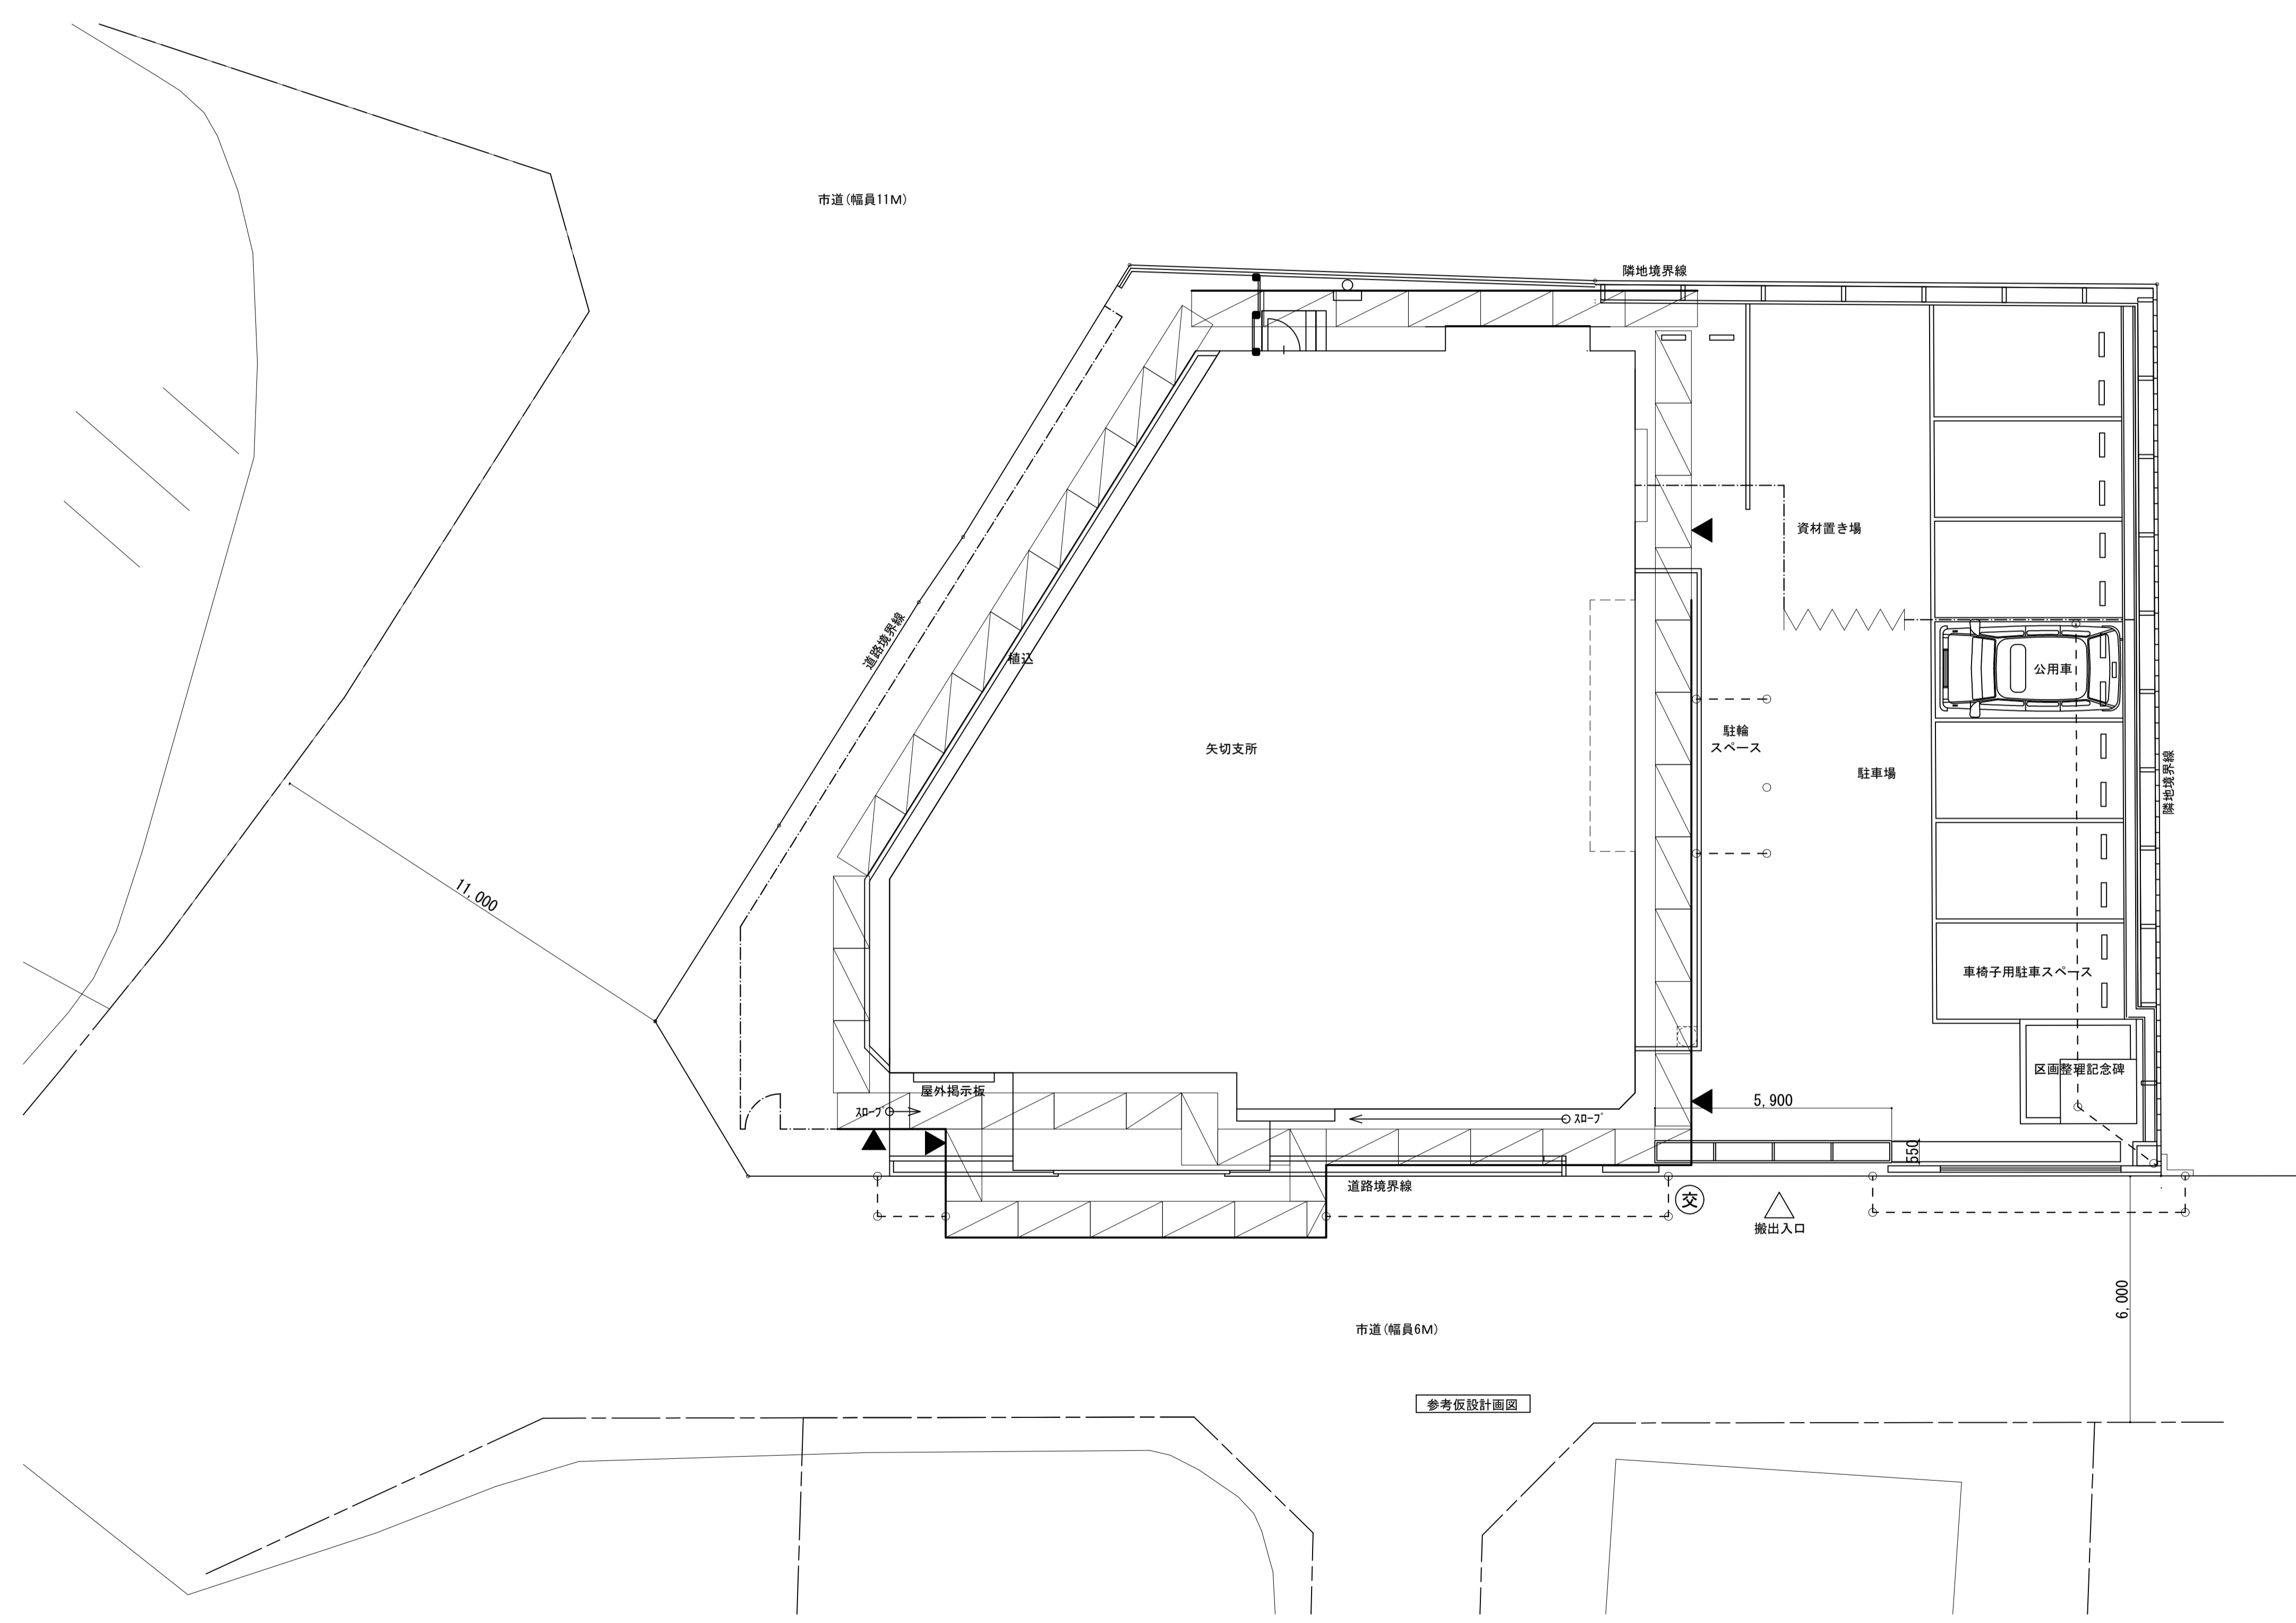 市道(幅員11M)
隣地境界線
資材置き場
道路境界線
植込
公用車
矢切支所
駐輪
スペース
駐車場
隣地境界線
11,000
車椅子用駐車スペース
区画整理記念碑
屋外掲示板
5,900
ｽﾛｰﾌﾟ
ｽﾛｰﾌﾟ
550
道路境界線
交
搬出入口
6,000
市道(幅員6M)
参考仮設計画図